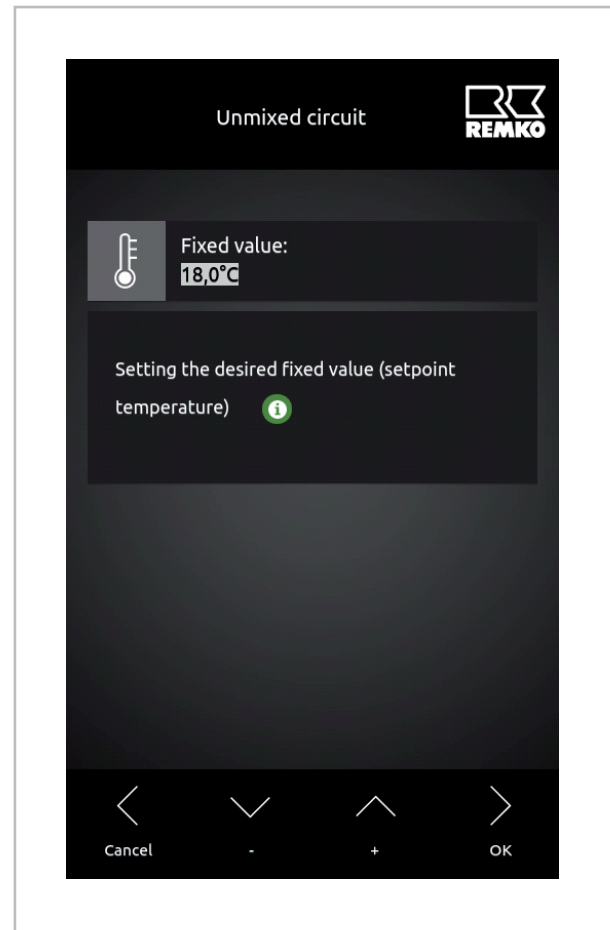 Unmixed circuit
REMKO
Fixed value:
18,0°C
Setting the desired fixed value (setpoint
temperature)
Cancel
-
+
OK